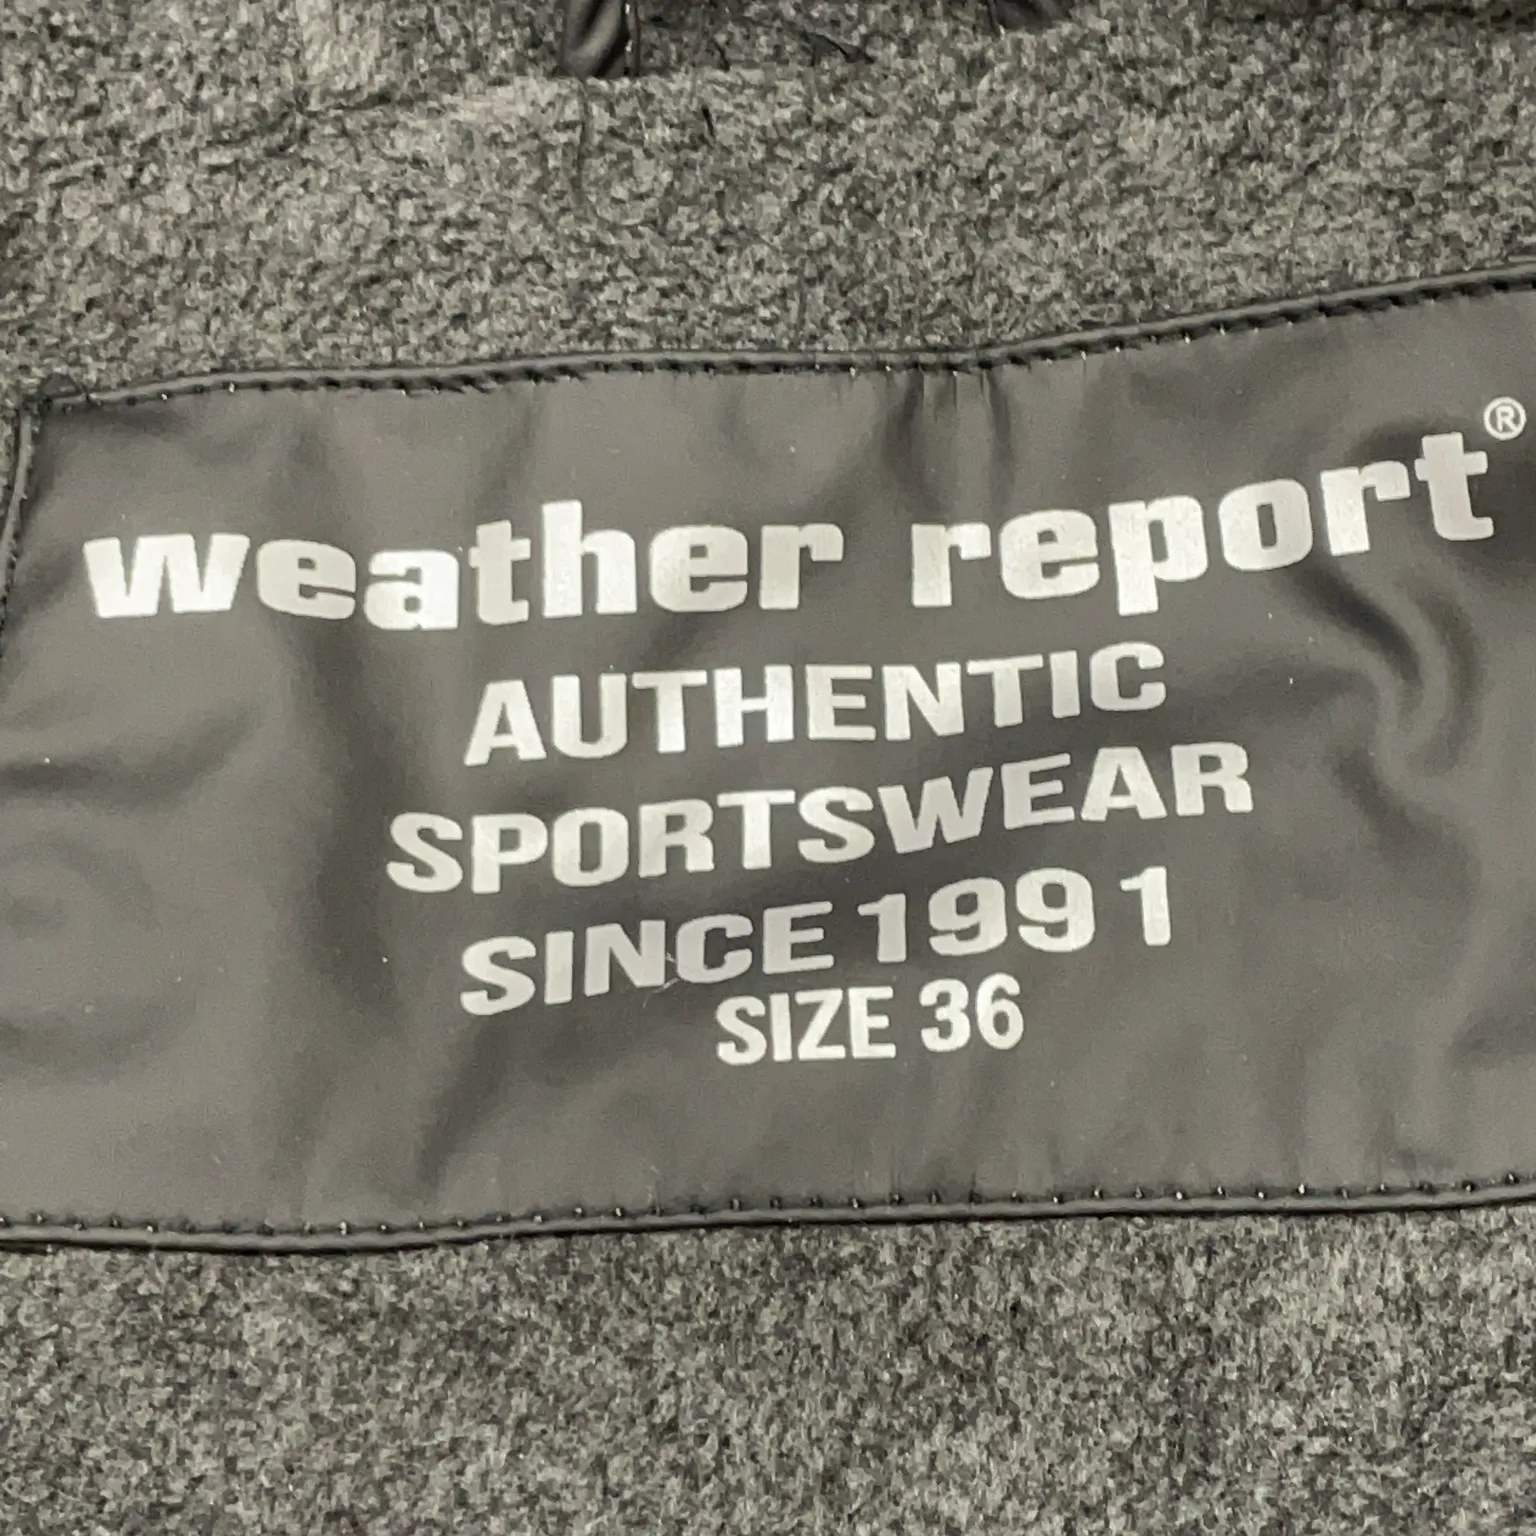 weather report®
AUTHENTIC
SPORTSWEAR
SINCE 1991
SIZE 36